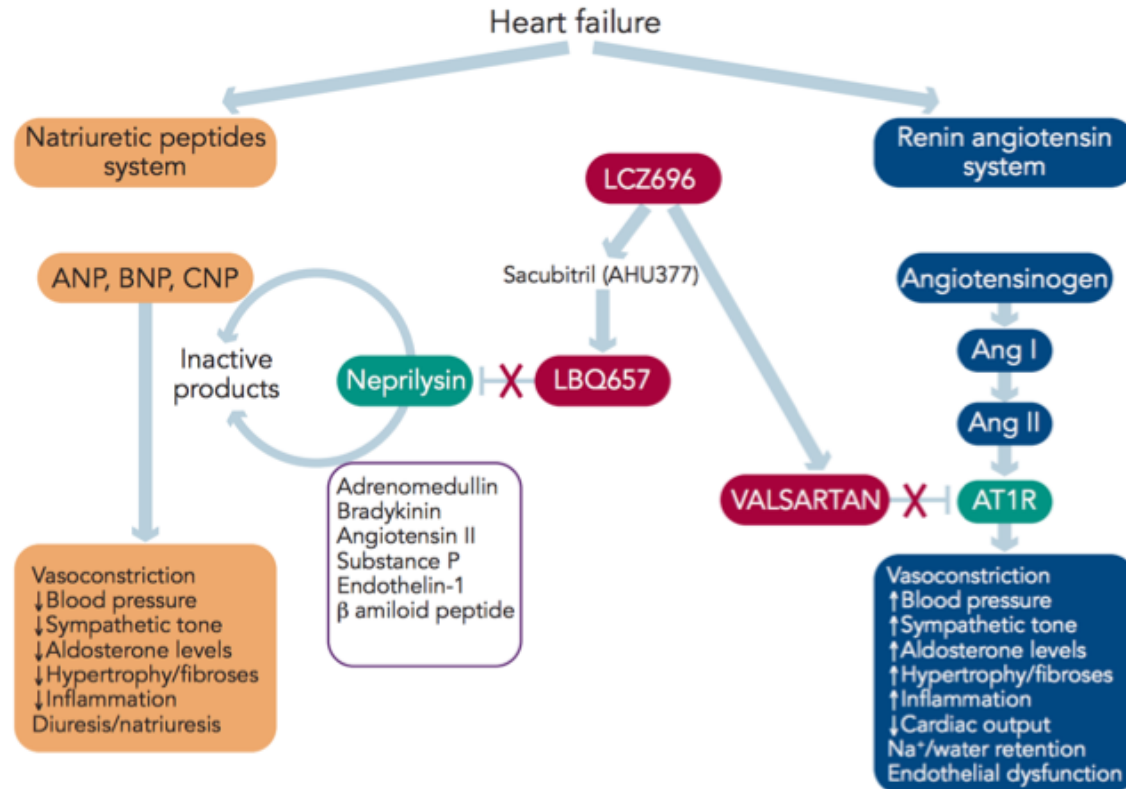 Heart failure
Natriuretic peptides
system
Renin angiotensin
system
LCZ696
Sacubitril (AHU377)
ANP, BNP, CNP
Angiotensinogen
Inactive
products
Neprilysin
X
LBQ657
Ang I
Ang II
VALSARTAN
X
AT1R
Adrenomedullin
Bradykinin
Angiotensin II
Substance P
Endothelin-1
β amiloid peptide
Vasoconstriction
↓Blood pressure
↓Sympathetic tone
↓Aldosterone levels
↓Hypertrophy/fibroses
↓Inflammation
Diuresis/natriuresis
Vasoconstriction
↑Blood pressure
↑Sympathetic tone
↑Aldosterone levels
↑Hypertrophy/fibroses
↑Inflammation
↓Cardiac output
Na⁺/water retention
Endothelial dysfunction